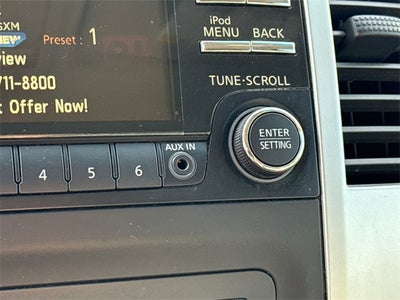 SXM
Preset: 1
iPod
MENU BACK
view
711-8800
t Offer Now!
TUNE·SCROLL
ENTER
SETTING
AUX IN
4 5 6